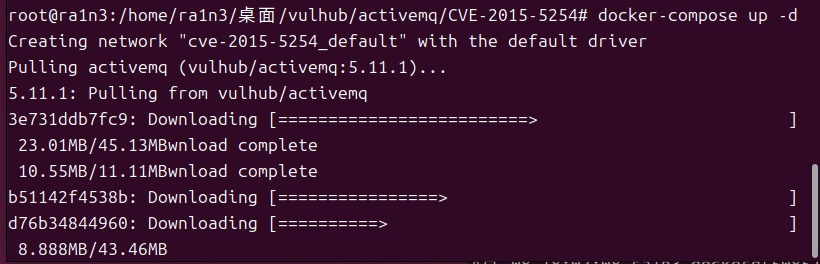 root@ra1n3:/home/ra1n3/桌面/vulhub/activemq/CVE-2015-5254# docker-compose up -d
Creating network "cve-2015-5254_default" with the default driver
Pulling activemq (vulhub/activemq:5.11.1)...
5.11.1: Pulling from vulhub/activemq
3e731ddb7fc9: Downloading [=========================>                         ]
 23.01MB/45.13MBwnload complete
 10.55MB/11.11MBwnload complete
b51142f4538b: Downloading [================>                                  ]
d76b34844960: Downloading [==========>                                        ]
 8.888MB/43.46MB